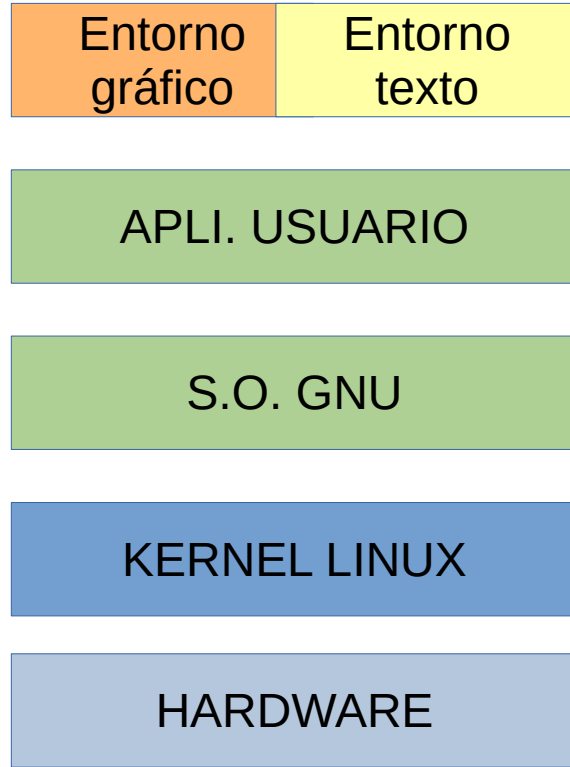 Entorno
gráfico
Entorno
texto
APLI. USUARIO
S.O. GNU
KERNEL LINUX
HARDWARE